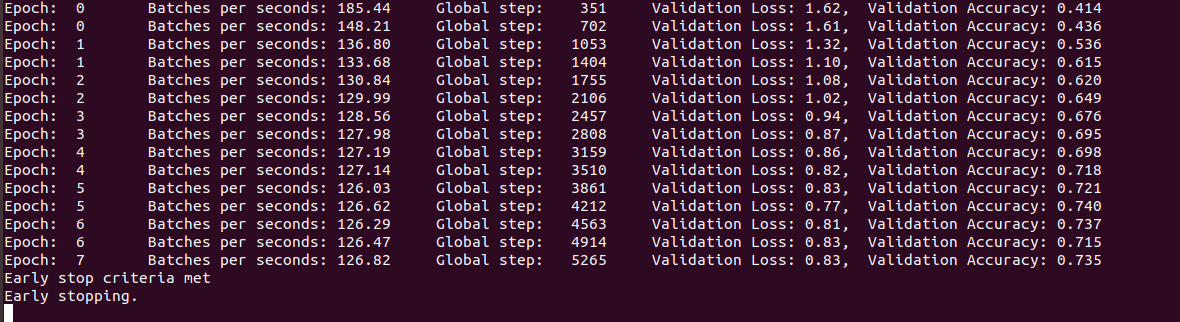 Epoch:  0       Batches per seconds: 185.44     Global step:    351     Validation Loss: 1.62,  Validation Accuracy: 0.414
Epoch:  0       Batches per seconds: 148.21     Global step:    702     Validation Loss: 1.61,  Validation Accuracy: 0.436
Epoch:  1       Batches per seconds: 136.80     Global step:   1053     Validation Loss: 1.32,  Validation Accuracy: 0.536
Epoch:  1       Batches per seconds: 133.68     Global step:   1404     Validation Loss: 1.10,  Validation Accuracy: 0.615
Epoch:  2       Batches per seconds: 130.84     Global step:   1755     Validation Loss: 1.08,  Validation Accuracy: 0.620
Epoch:  2       Batches per seconds: 129.99     Global step:   2106     Validation Loss: 1.02,  Validation Accuracy: 0.649
Epoch:  3       Batches per seconds: 128.56     Global step:   2457     Validation Loss: 0.94,  Validation Accuracy: 0.676
Epoch:  3       Batches per seconds: 127.98     Global step:   2808     Validation Loss: 0.87,  Validation Accuracy: 0.695
Epoch:  4       Batches per seconds: 127.19     Global step:   3159     Validation Loss: 0.86,  Validation Accuracy: 0.698
Epoch:  4       Batches per seconds: 127.14     Global step:   3510     Validation Loss: 0.82,  Validation Accuracy: 0.718
Epoch:  5       Batches per seconds: 126.03     Global step:   3861     Validation Loss: 0.83,  Validation Accuracy: 0.721
Epoch:  5       Batches per seconds: 126.62     Global step:   4212     Validation Loss: 0.77,  Validation Accuracy: 0.740
Epoch:  6       Batches per seconds: 126.29     Global step:   4563     Validation Loss: 0.81,  Validation Accuracy: 0.737
Epoch:  6       Batches per seconds: 126.47     Global step:   4914     Validation Loss: 0.83,  Validation Accuracy: 0.715
Epoch:  7       Batches per seconds: 126.82     Global step:   5265     Validation Loss: 0.83,  Validation Accuracy: 0.735
Early stop criteria met
Early stopping.